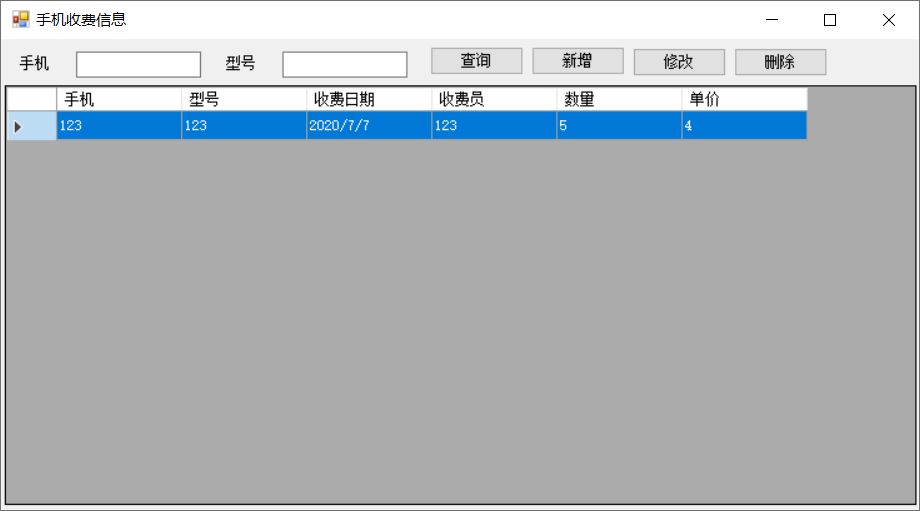 手机收费信息
手机 型号 查询 新增 修改 删除
手机 型号 收费日期 收费员 数量 单价
123 123 2020/7/7 123 5 4